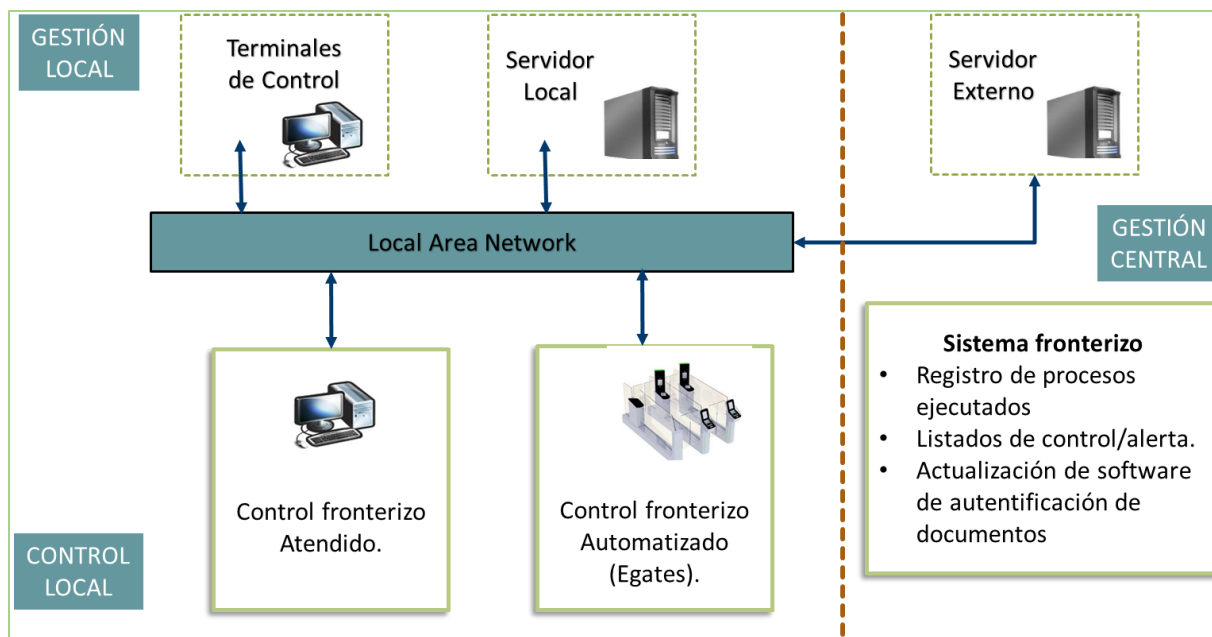 GESTIÓN
LOCAL
Terminales
de Control
Servidor
Local
Servidor
Externo
Local Area Network
GESTIÓN
CENTRAL
Control fronterizo
Atendido.
Control fronterizo
Automatizado
(Egates).
Sistema fronterizo
• Registro de procesos
ejecutados
• Listados de control/alerta.
• Actualización de software
de autentificación de
documentos
CONTROL
LOCAL